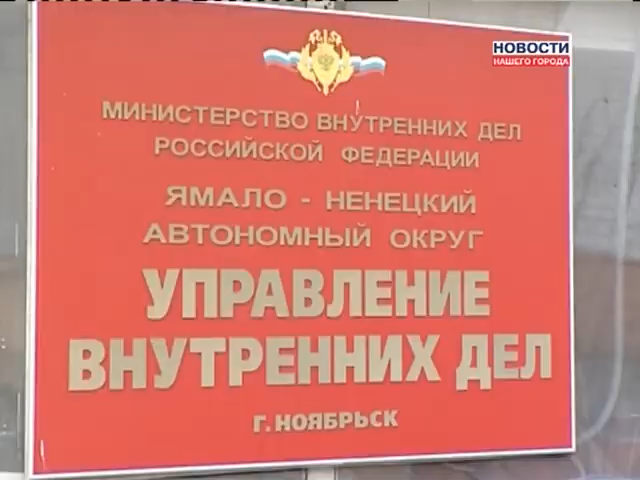 НОВОСТИ
НАШЕГО ГОРОДА
МИНИСТЕРСТВО ВНУТРЕННИХ ДЕЛ
РОССИЙСКОЙ ФЕДЕРАЦИИ
ЯМАЛО - НЕНЕЦКИЙ
АВТОНОМНЫЙ ОКРУГ
УПРАВЛЕНИЕ
ВНУТРЕННИХ ДЕЛ
Г. НОЯБРЬСК